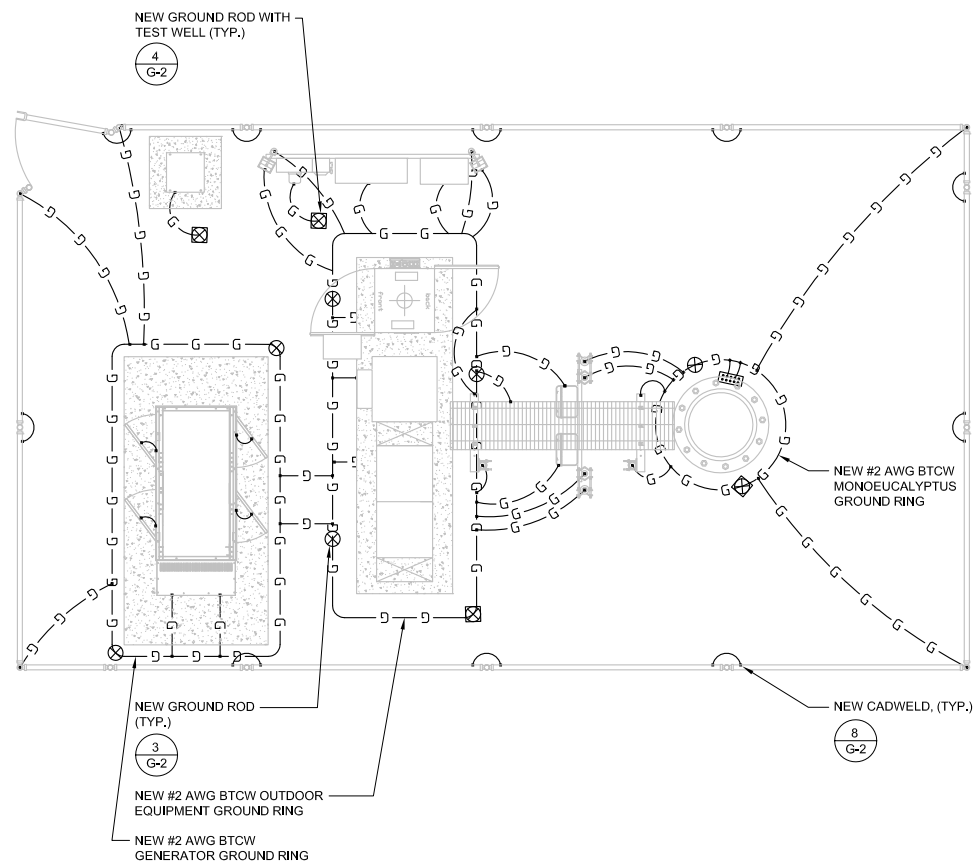 NEW GROUND ROD WITH
TEST WELL (TYP.)
4
G-2
Front
back
NEW #2 AWG BTCW
MONOEUCALYPTUS
GROUND RING
NEW GROUND ROD
(TYP.)
3
G-2
NEW CADWELD, (TYP.)
8
G-2
NEW #2 AWG BTCW OUTDOOR
EQUIPMENT GROUND RING
NEW #2 AWG BTCW
GENERATOR GROUND RING